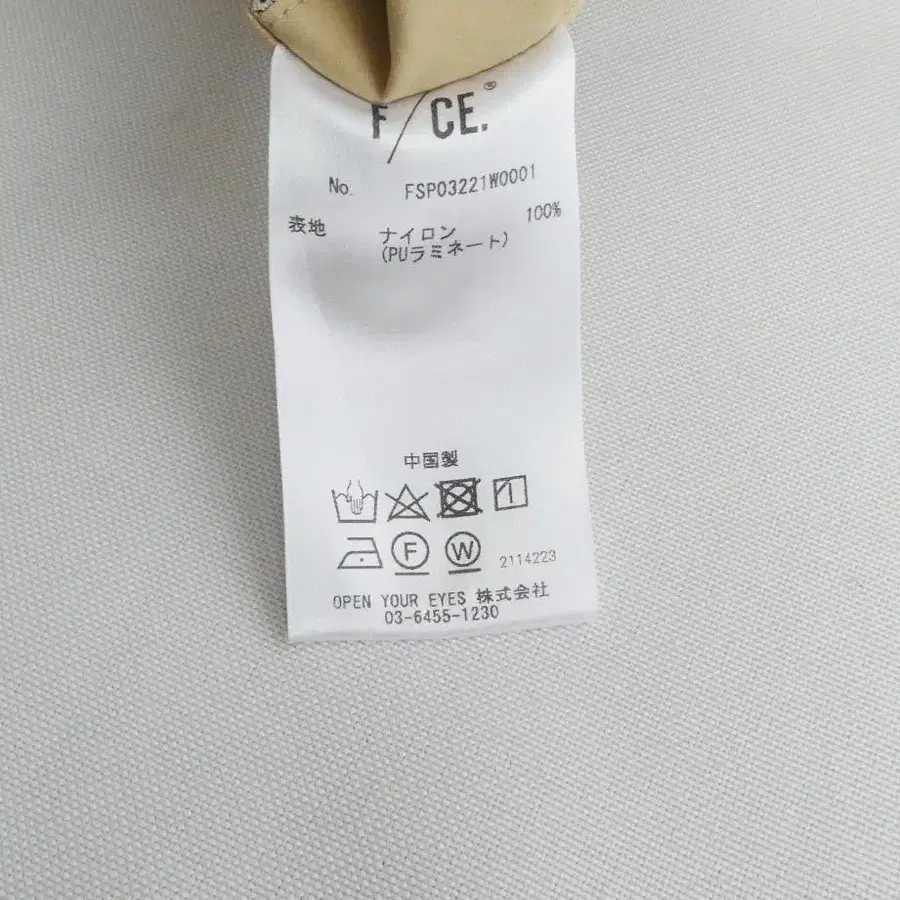 F/CE.®
No. FSP03221W0001
表地 ナイロン 100%
(PUラミネート)
中国製
F W 2114223
OPEN YOUR EYES 株式会社
03-6455-1230